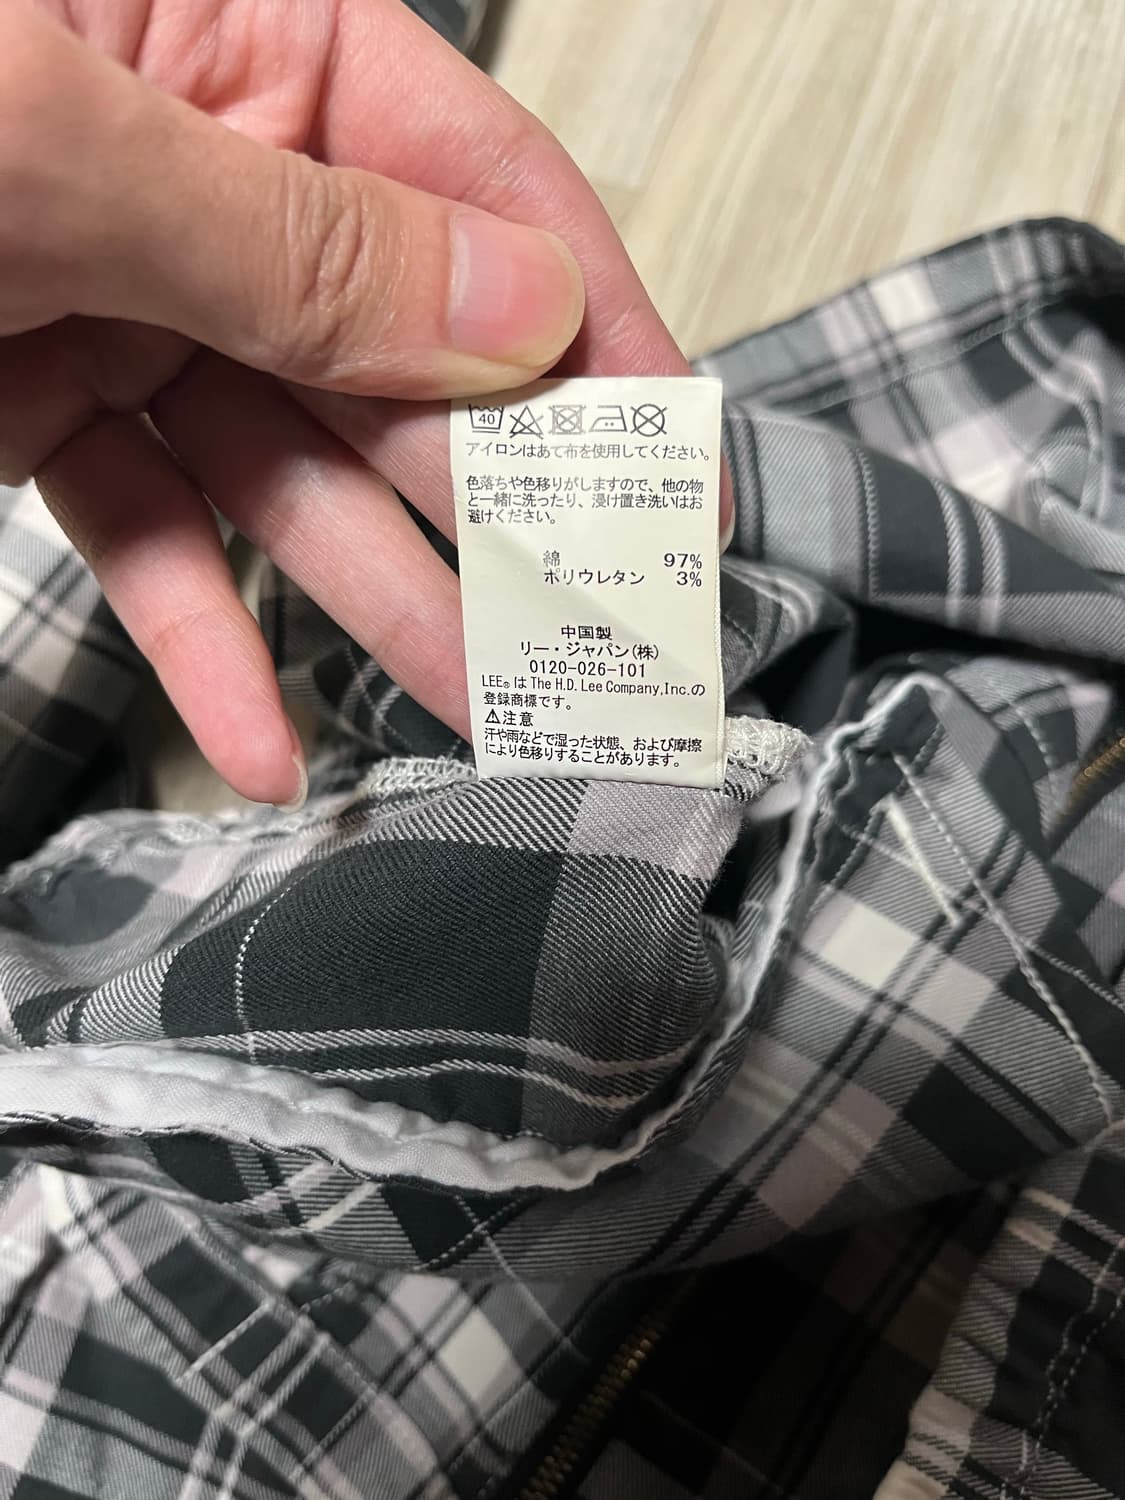 40
アイロンはあて布を使用してください。
色落ちや色移りがしますので、他の物
と一緒に洗ったり、浸け置き洗いはお
避けください。
綿 97%
ポリウレタン 3%
中国製
リー・ジャパン(株)
0120-026-101
LEE® は The H.D. Lee Company,Inc.の
登録商標です。
⚠注意
汗や雨などで湿った状態、および摩擦
により色移りすることがあります。